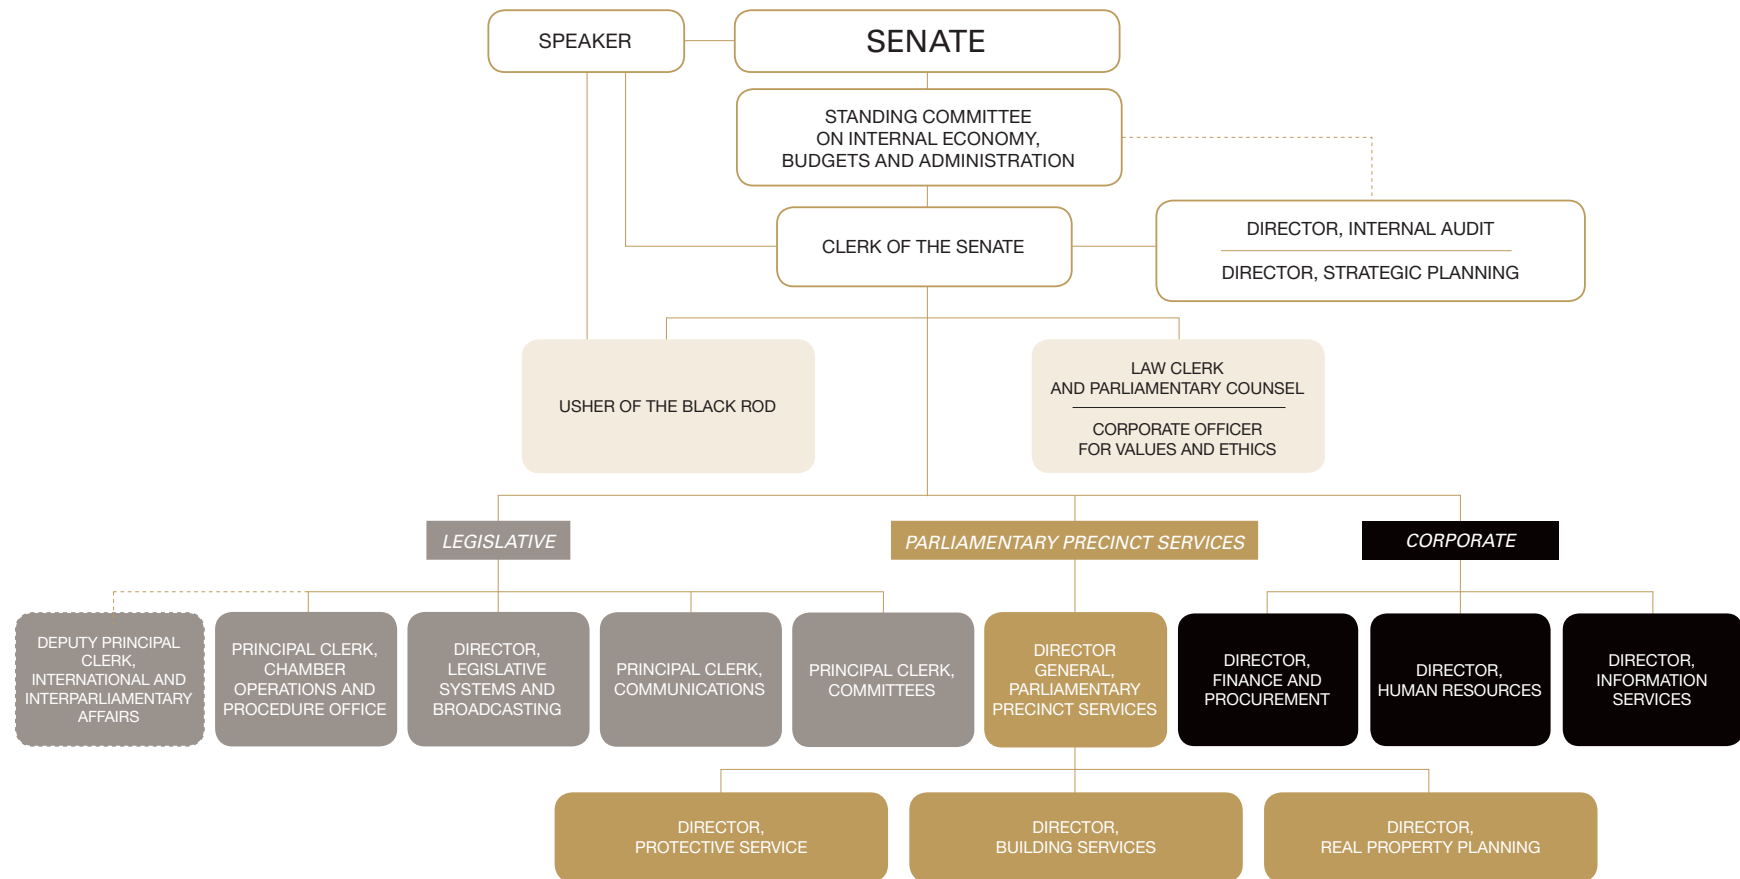 SPEAKER
SENATE
STANDING COMMITTEE
ON INTERNAL ECONOMY,
BUDGETS AND ADMINISTRATION
CLERK OF THE SENATE
DIRECTOR, INTERNAL AUDIT
DIRECTOR, STRATEGIC PLANNING
USHER OF THE BLACK ROD
LAW CLERK
AND PARLIAMENTARY COUNSEL
CORPORATE OFFICER
FOR VALUES AND ETHICS
LEGISLATIVE
PARLIAMENTARY PRECINCT SERVICES
CORPORATE
DEPUTY PRINCIPAL
CLERK,
INTERNATIONAL AND
INTERPARLIAMENTARY
AFFAIRS
PRINCIPAL CLERK,
CHAMBER
OPERATIONS AND
PROCEDURE OFFICE
DIRECTOR,
LEGISLATIVE
SYSTEMS AND
BROADCASTING
PRINCIPAL CLERK,
COMMUNICATIONS
PRINCIPAL CLERK,
COMMITTEES
DIRECTOR
GENERAL,
PARLIAMENTARY
PRECINCT SERVICES
DIRECTOR,
FINANCE AND
PROCUREMENT
DIRECTOR,
HUMAN RESOURCES
DIRECTOR,
INFORMATION
SERVICES
DIRECTOR,
PROTECTIVE SERVICE
DIRECTOR,
BUILDING SERVICES
DIRECTOR,
REAL PROPERTY PLANNING